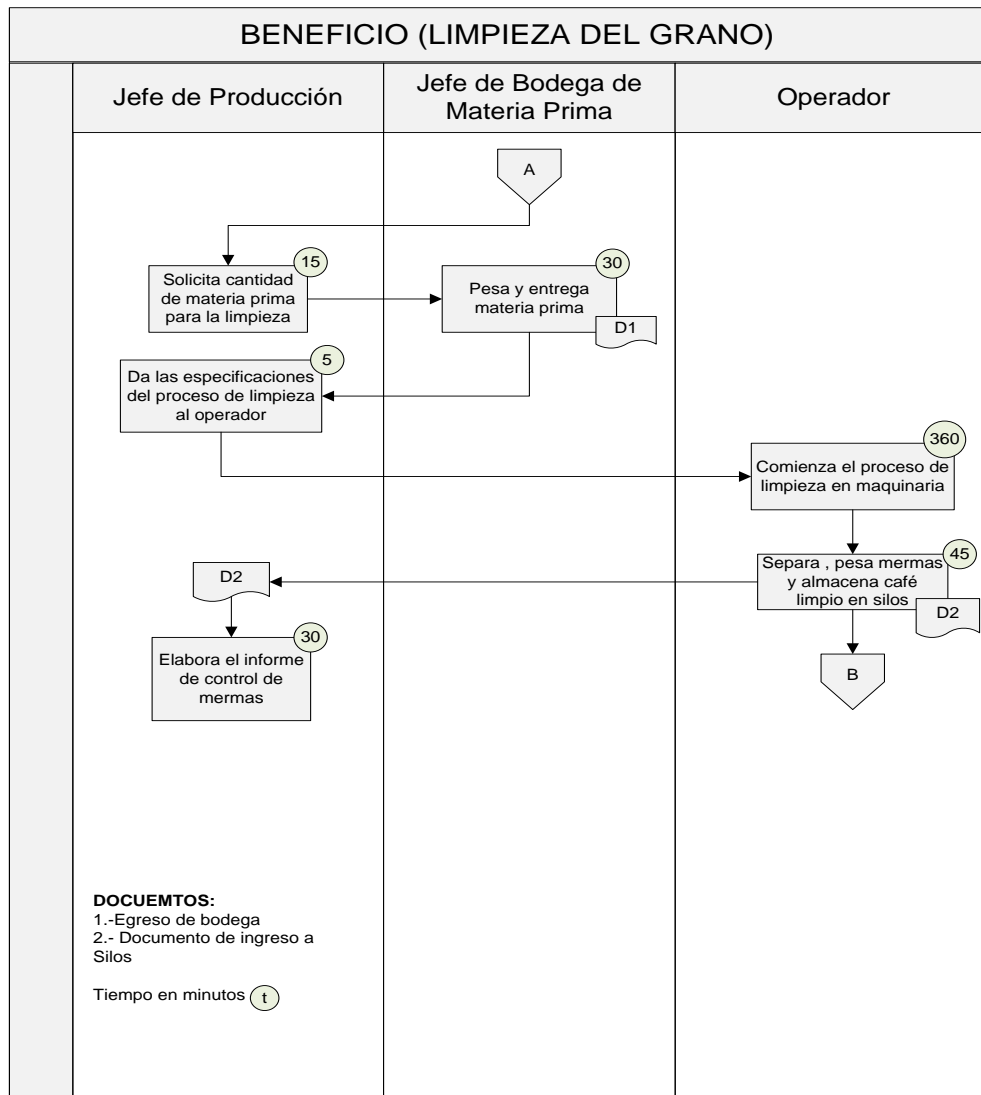 BENEFICIO (LIMPIEZA DEL GRANO)
Jefe de Producción
Jefe de Bodega de
Materia Prima
Operador
A
15
Solicita cantidad
de materia prima
para la limpieza
30
Pesa y entrega
materia prima
D1
5
Da las especificaciones
del proceso de limpieza
al operador
360
Comienza el proceso de
limpieza en maquinaria
45
Separa , pesa mermas
y almacena café
limpio en silos
D2
D2
30
Elabora el informe
de control de
mermas
B
DOCUEMTOS:
1.-Egreso de bodega
2.- Documento de ingreso a
Silos
Tiempo en minutos t